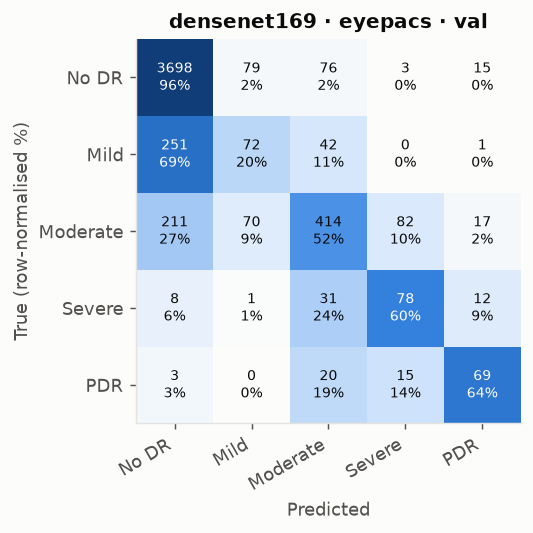 densenet169 · eyepacs · val
True (row-normalised %)
No DR
3698 79 76 3 15
96% 2% 2% 0% 0%
Mild
251 72 42 0 1
69% 20% 11% 0% 0%
Moderate
211 70 414 82 17
27% 9% 52% 10% 2%
Severe
8 1 31 78 12
6% 1% 24% 60% 9%
PDR
3 0 20 15 69
3% 0% 19% 14% 64%
No DR Mild Moderate Severe PDR
Predicted